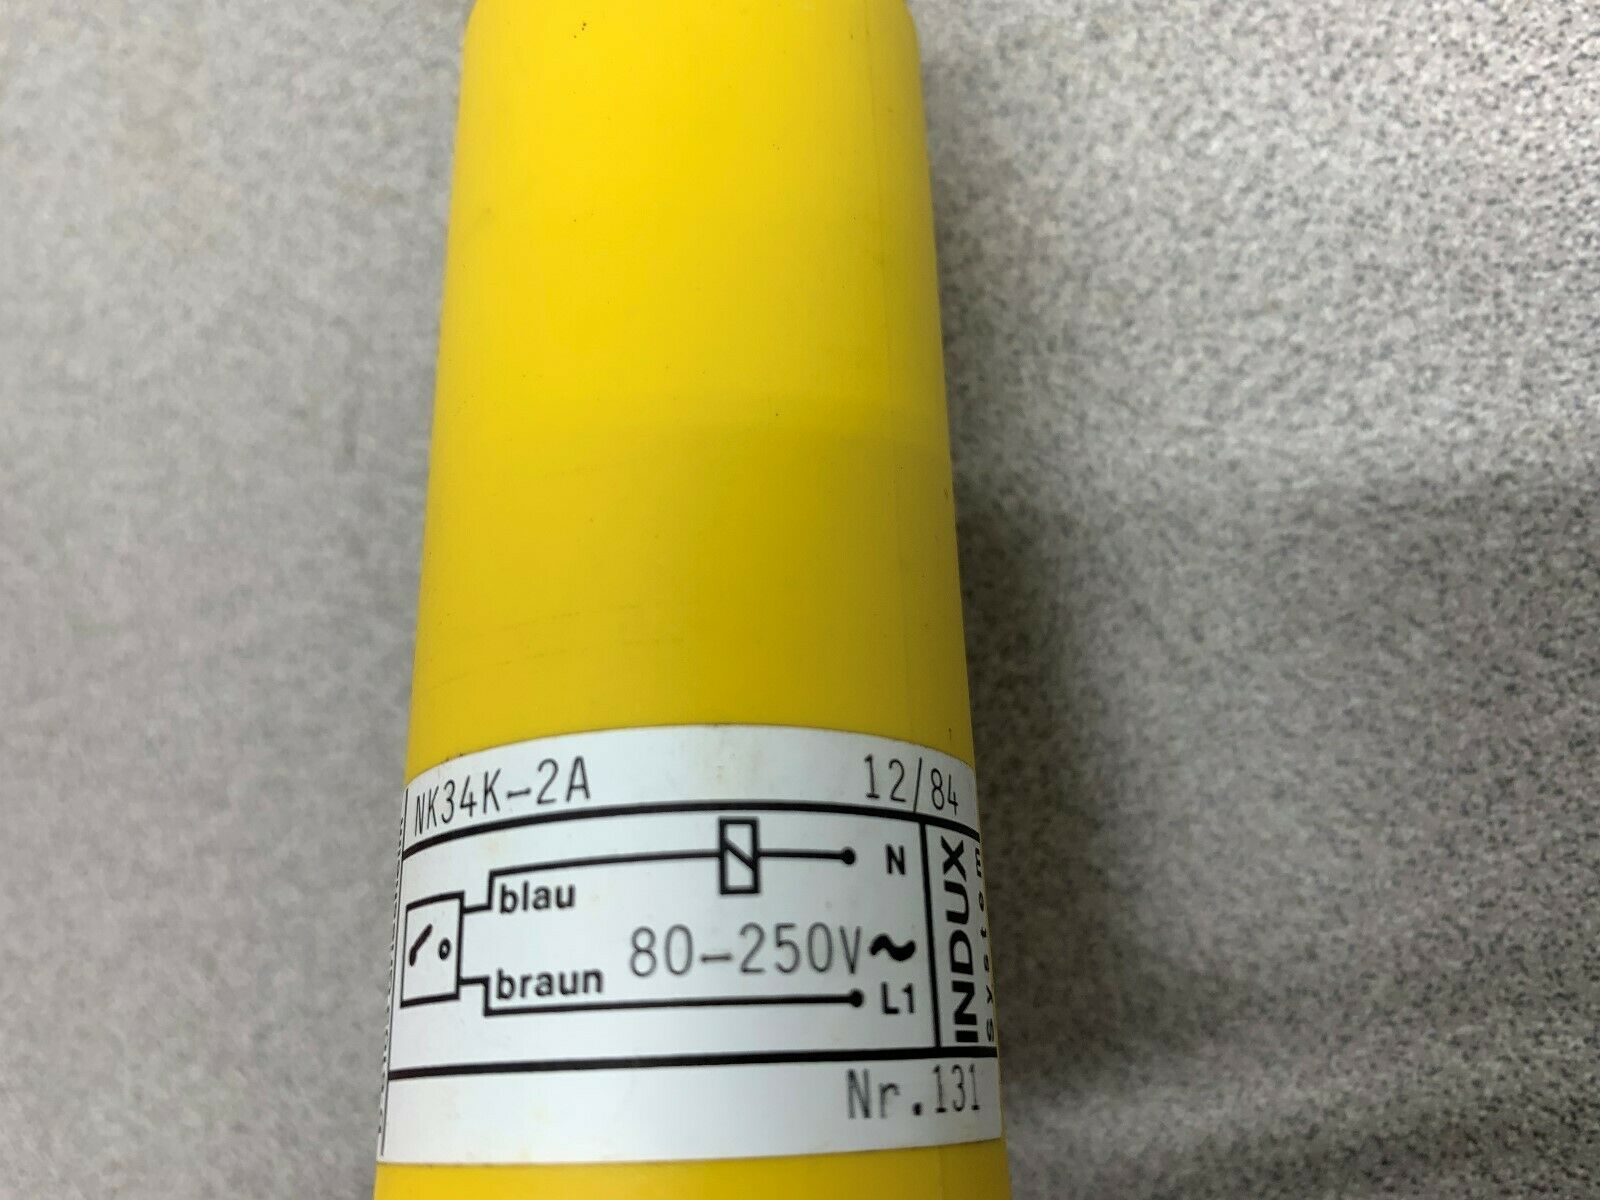 NK34K-2A 12/84
blau N
80-250V~
braun L1
INDUX
System
Nr.131